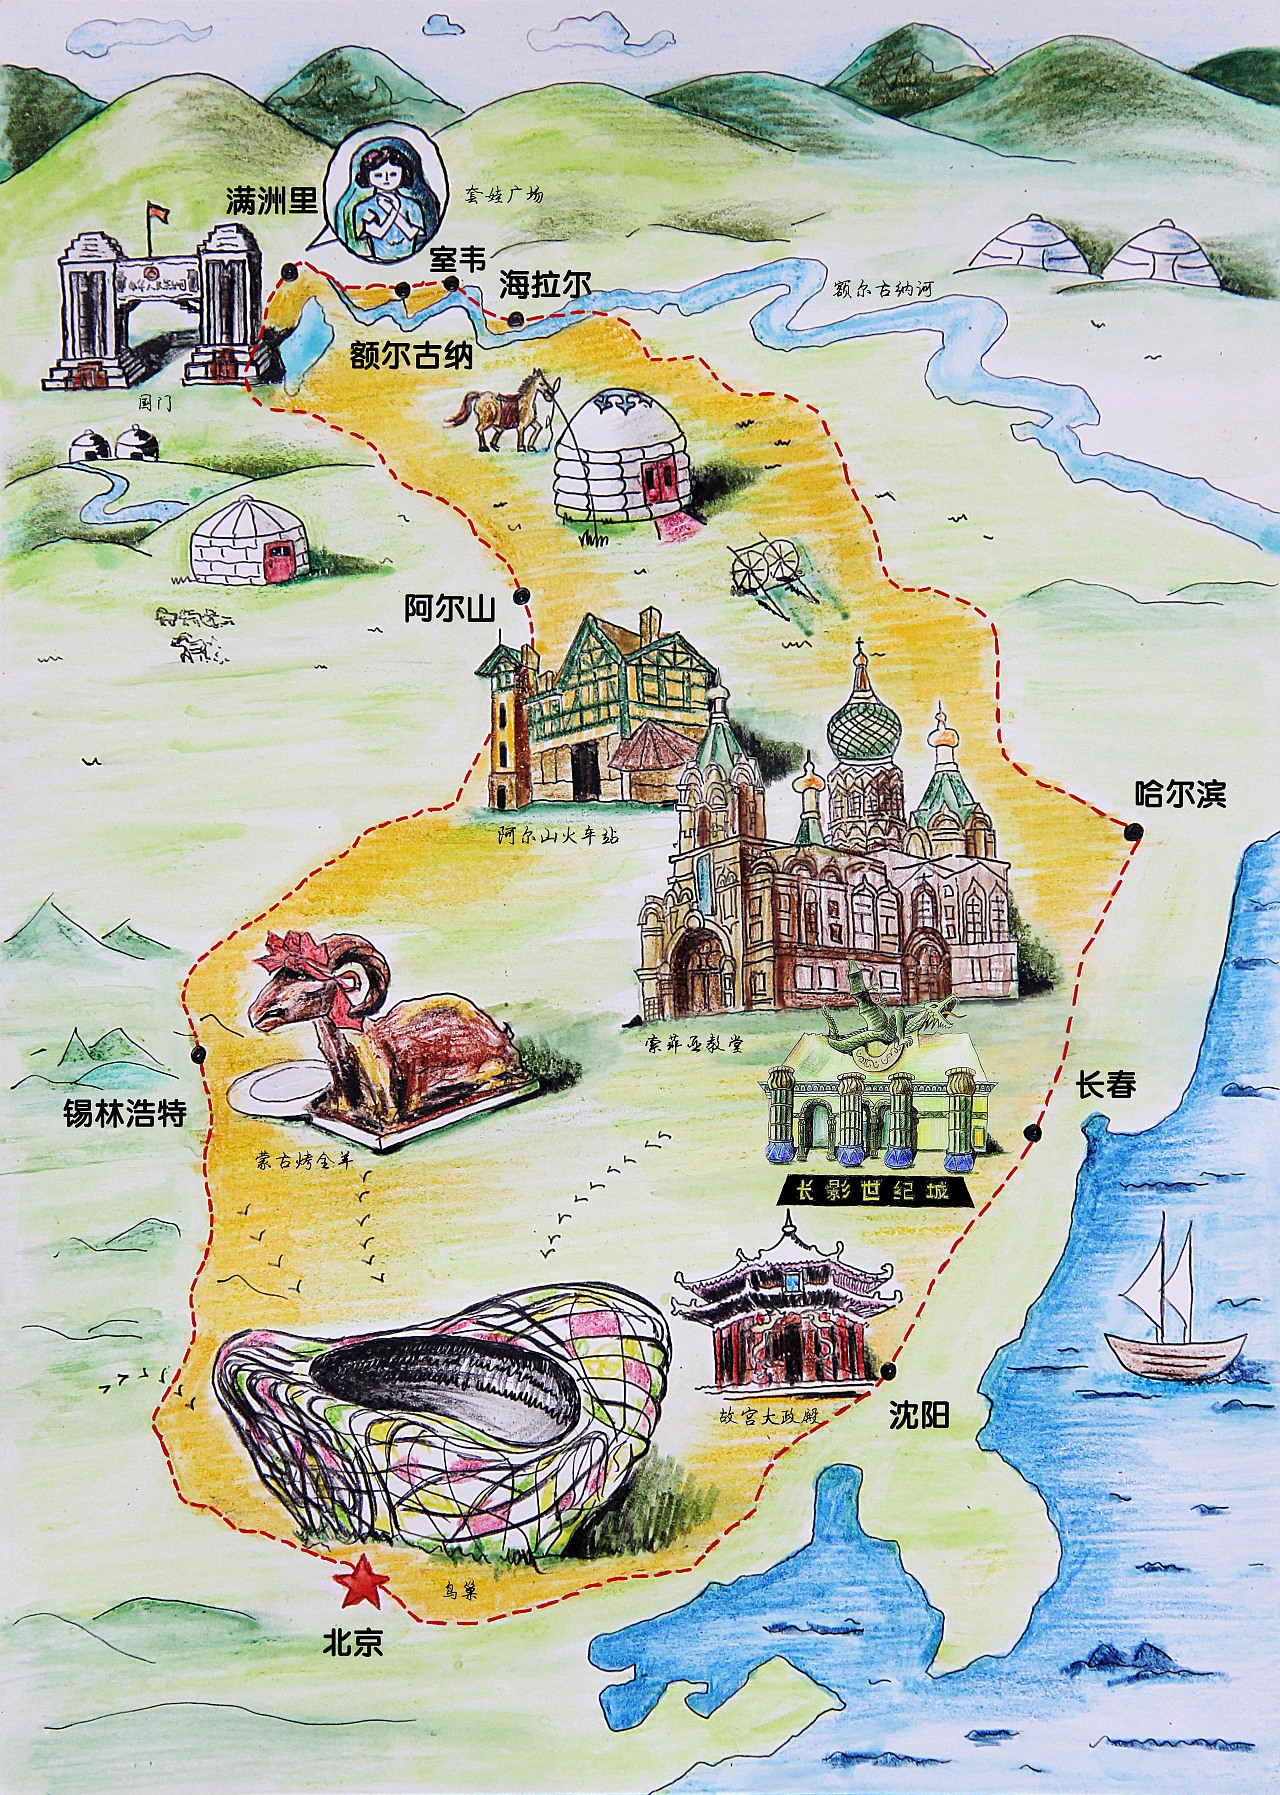 满洲里
套娃广场
室韦
海拉尔
额尔古纳河
额尔古纳
国门
阿尔山
哈尔滨
阿尔山火车站
索菲亚教堂
长春
锡林浩特
蒙古烤全羊
长影世纪城
沈阳
故宫大政殿
鸟巢
北京